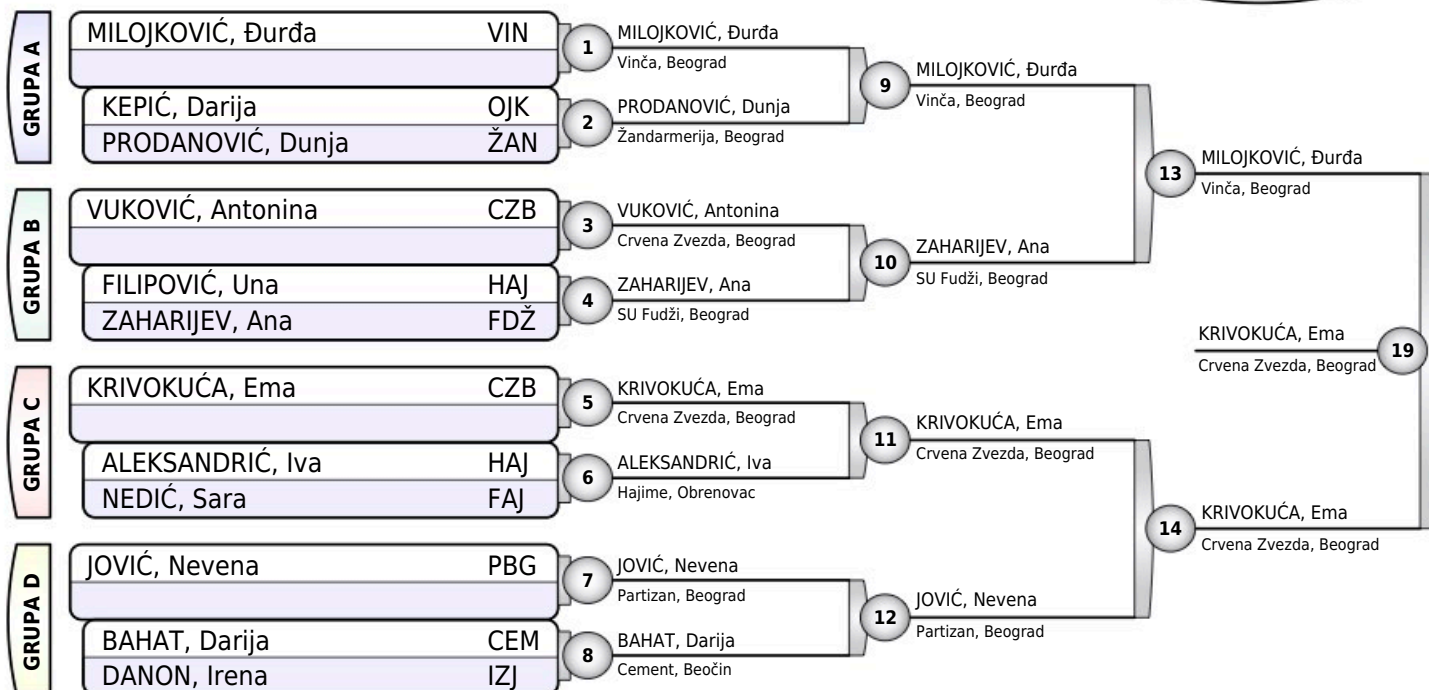 GRUPA A
MILOJKOVIĆ, Đurđa VIN
KEPIĆ, Darija OJK
PRODANOVIĆ, Dunja ŽAN
1
MILOJKOVIĆ, Đurđa
Vinča, Beograd
2
PRODANOVIĆ, Dunja
Žandarmerija, Beograd
9
MILOJKOVIĆ, Đurđa
Vinča, Beograd
GRUPA B
VUKOVIĆ, Antonina CZB
FILIPOVIĆ, Una HAJ
ZAHARIJEV, Ana FDŽ
3
VUKOVIĆ, Antonina
Crvena Zvezda, Beograd
4
ZAHARIJEV, Ana
SU Fudži, Beograd
10
ZAHARIJEV, Ana
SU Fudži, Beograd
13
MILOJKOVIĆ, Đurđa
Vinča, Beograd
GRUPA C
KRIVOKUĆA, Ema CZB
ALEKSANDRIĆ, Iva HAJ
NEDIĆ, Sara FAJ
5
KRIVOKUĆA, Ema
Crvena Zvezda, Beograd
6
ALEKSANDRIĆ, Iva
Hajime, Obrenovac
11
KRIVOKUĆA, Ema
Crvena Zvezda, Beograd
GRUPA D
JOVIĆ, Nevena PBG
BAHAT, Darija CEM
DANON, Irena IZJ
7
JOVIĆ, Nevena
Partizan, Beograd
8
BAHAT, Darija
Cement, Beočin
12
JOVIĆ, Nevena
Partizan, Beograd
14
KRIVOKUĆA, Ema
Crvena Zvezda, Beograd
KRIVOKUĆA, Ema
Crvena Zvezda, Beograd
19